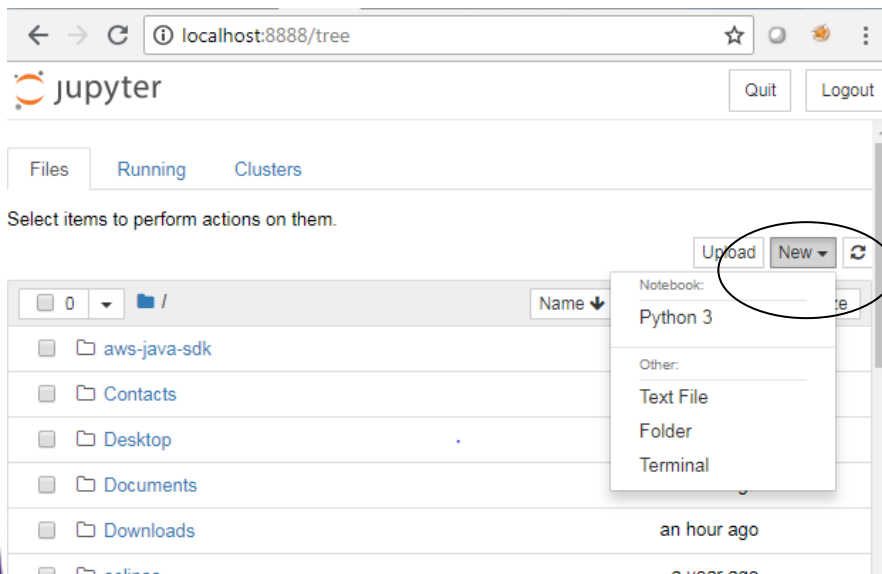 localhost:8888/tree
jupyter
Quit Logout
Files Running Clusters
Select items to perform actions on them.
Upload New
0 / Name
Notebook:
Python 3
Other:
Text File
Folder
Terminal
aws-java-sdk
Contacts
Desktop
Documents
Downloads an hour ago